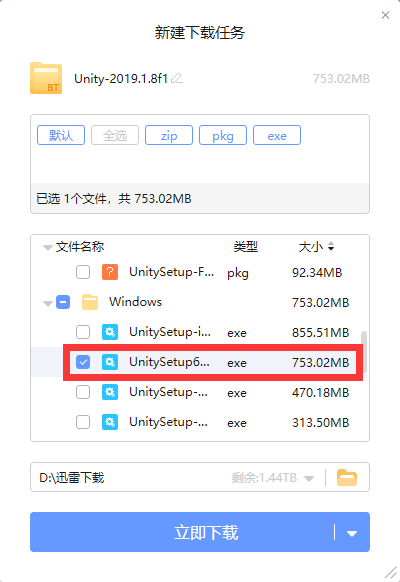 新建下载任务
Unity-2019.1.8f1 753.02MB
BT
默认 全选 zip pkg exe
已选 1个文件，共 753.02MB
文件名称 类型 大小
UnitySetup-F... pkg 92.34MB
Windows 753.02MB
UnitySetup-i... exe 855.51MB
UnitySetup6... exe 753.02MB
UnitySetup-... exe 470.18MB
UnitySetup-... exe 313.50MB
D:\迅雷下载 剩余:1.44TB
立即下载